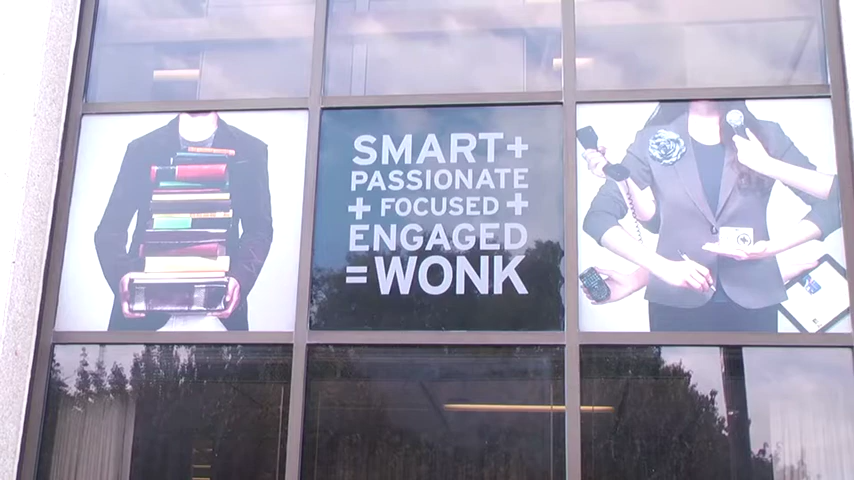 SMART+
PASSIONATE
+ FOCUSED +
ENGAGED
=WONK